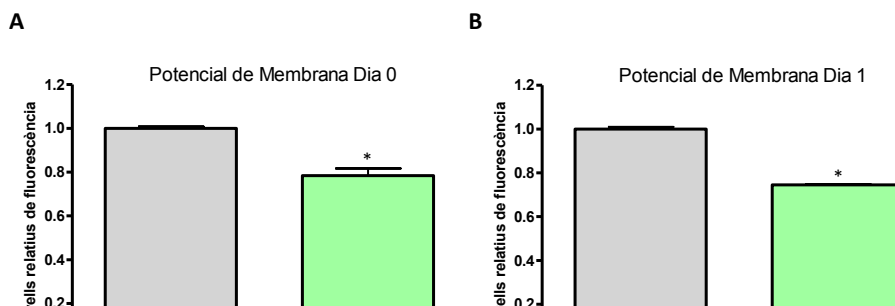 A
B
Potencial de Membrana Dia 0
Potencial de Membrana Dia 1
1.2
1.0
0.8
0.6
0.4
0.2
relatius de fluorescència
*
1.2
1.0
0.8
0.6
0.4
0.2
relatius de fluorescència
*